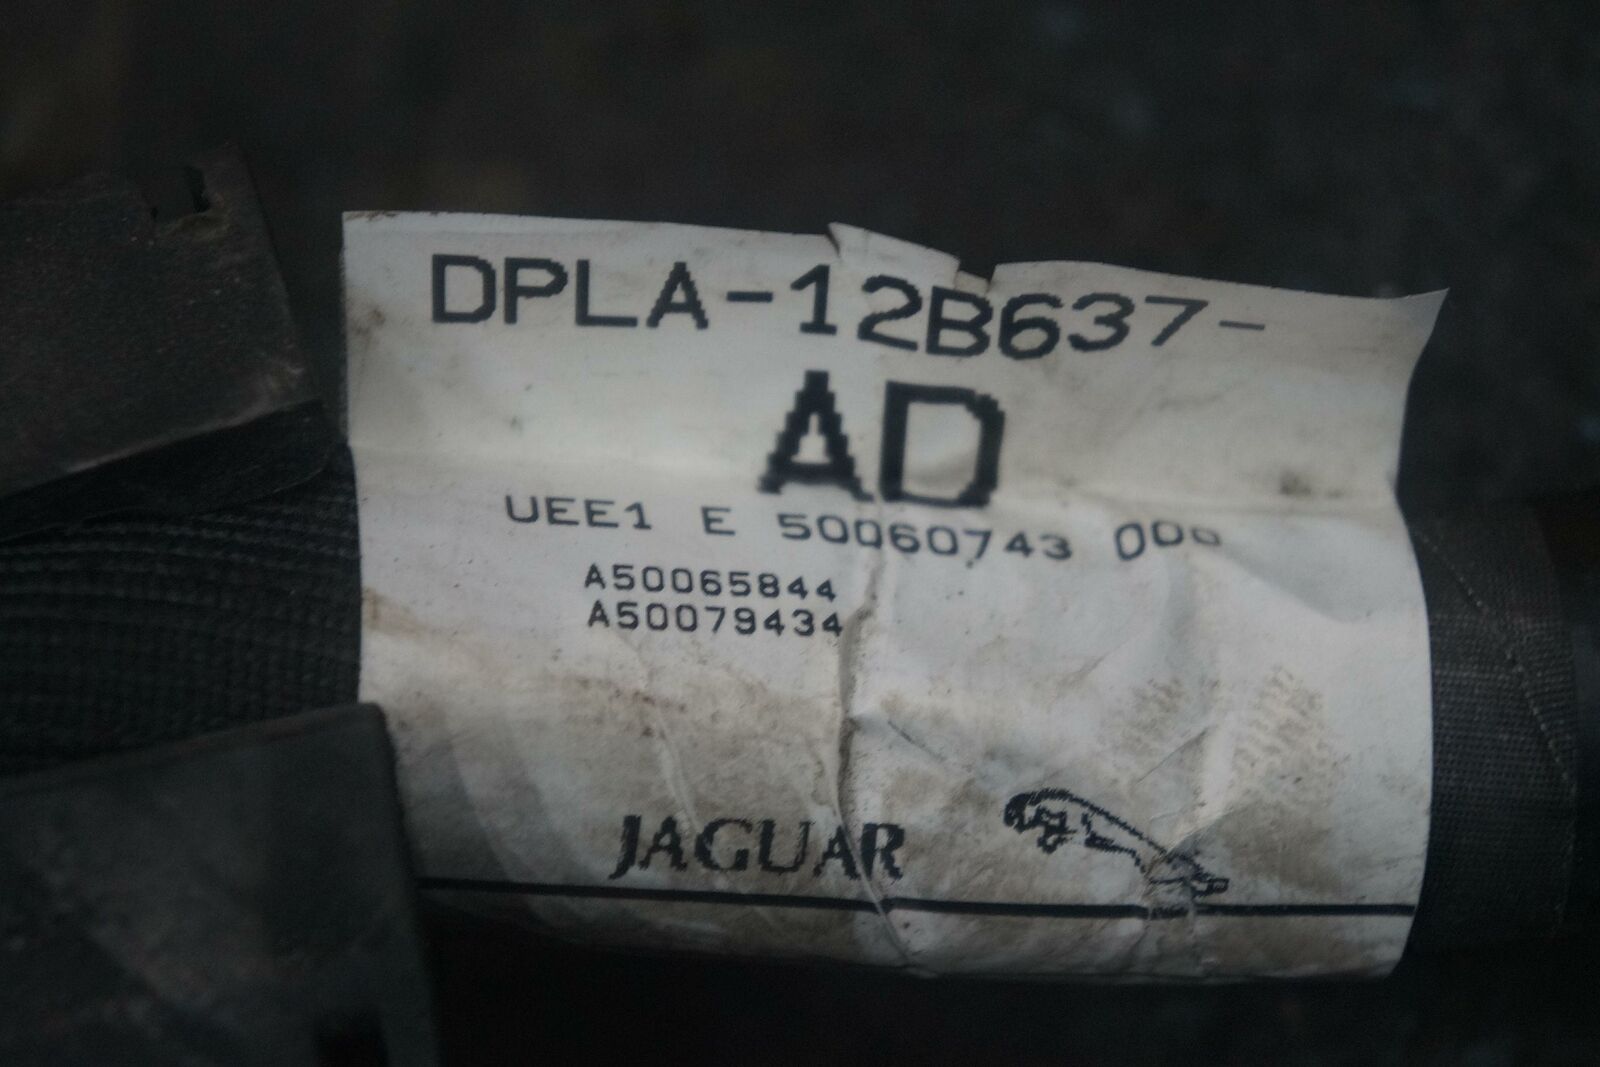 DPLA-12B637-
AD
UEE1 E 50060743 000
A50065844
A50079434
JAGUAR